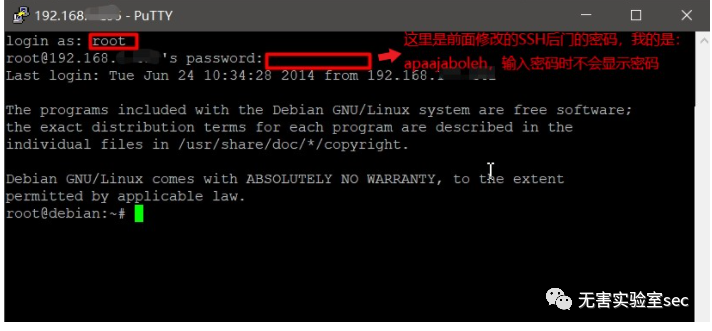 192.168. - PuTTY
login as: root
root@192.168. 's password:
这里是前面修改的SSH后门的密码，我的是：
apaajaboleh，输入密码时不会显示密码
Last login: Tue Jun 24 10:34:28 2014 from 192.168.
The programs included with the Debian GNU/Linux system are free software;
the exact distribution terms for each program are described in the
individual files in /usr/share/doc/*/copyright.
Debian GNU/Linux comes with ABSOLUTELY NO WARRANTY, to the extent
permitted by applicable law.
root@debian:~#
无害实验室sec